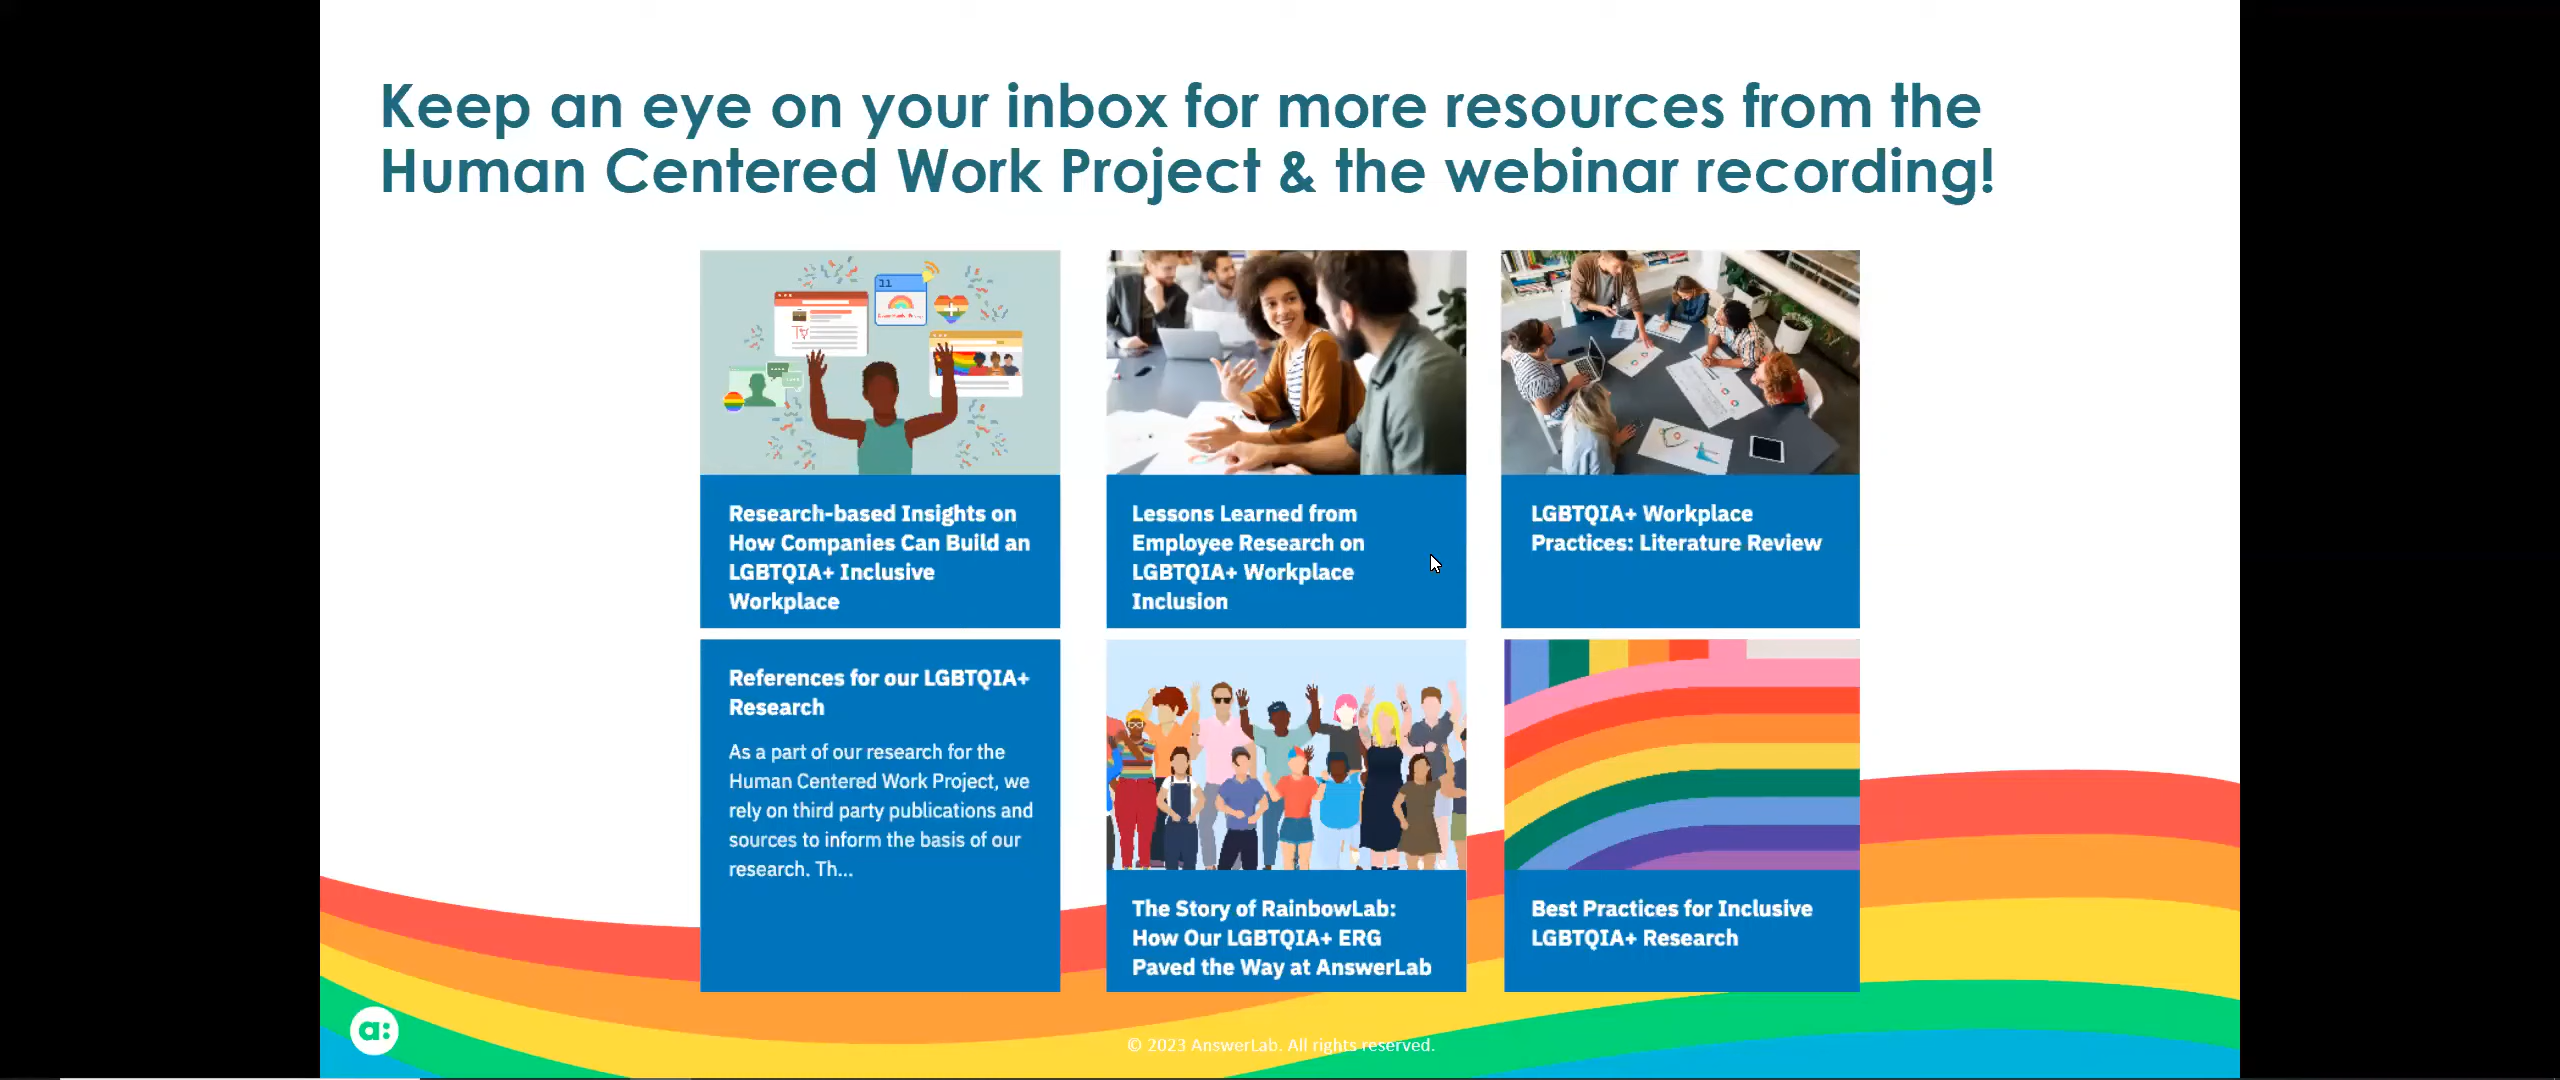 Keep an eye on your inbox for more resources from the
Human Centered Work Project & the webinar recording!
11
Research-based Insights on
How Companies Can Build an
LGBTQIA+ Inclusive
Workplace
Lessons Learned from
Employee Research on
LGBTQIA+ Workplace
Inclusion
LGBTQIA+ Workplace
Practices: Literature Review
References for our LGBTQIA+
Research
As a part of our research for the
Human Centered Work Project, we
rely on third party publications and
sources to inform the basis of our
research. Th...
The Story of RainbowLab:
How Our LGBTQIA+ ERG
Paved the Way at AnswerLab
Best Practices for Inclusive
LGBTQIA+ Research
a:
© 2023 AnswerLab. All rights reserved.